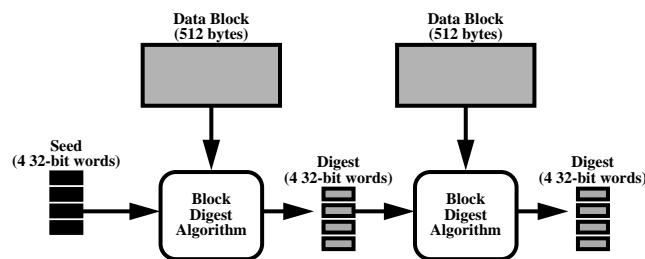 Data Block
(512 bytes)
Data Block
(512 bytes)
Seed
(4 32-bit words)
Block
Digest
Algorithm
Digest
(4 32-bit words)
Block
Digest
Algorithm
Digest
(4 32-bit words)